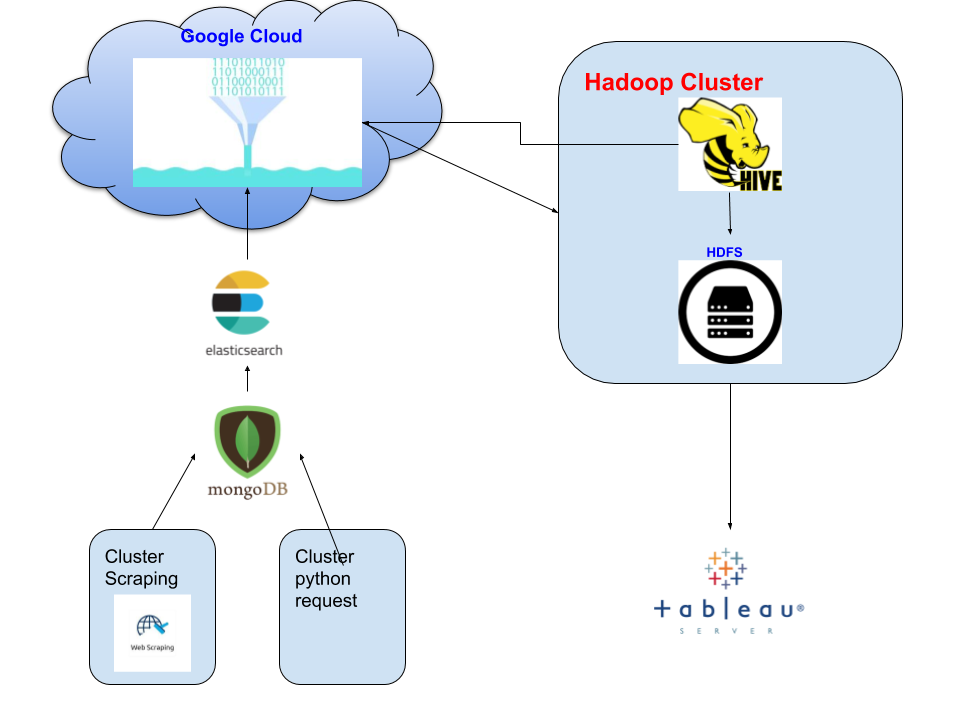 Google Cloud
11101011010
11011000111
01100010001
11101010111
Hadoop Cluster
HIVE
HDFS
elasticsearch
mongoDB
Cluster
Scraping
Web Scraping
Cluster
python
request
+ableau®
SERVER